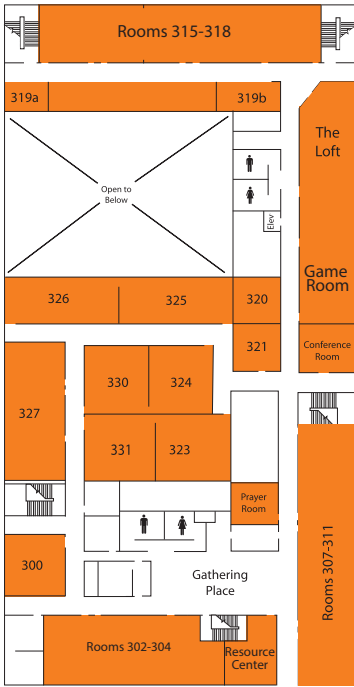 Rooms 315-318
319a
319b
The
Loft
Open to
Below
Elev
Game
Room
326
325
320
321
Conference
Room
327
330
324
331
323
Prayer
Room
300
Gathering
Place
Rooms 307-311
Rooms 302-304
Resource
Center